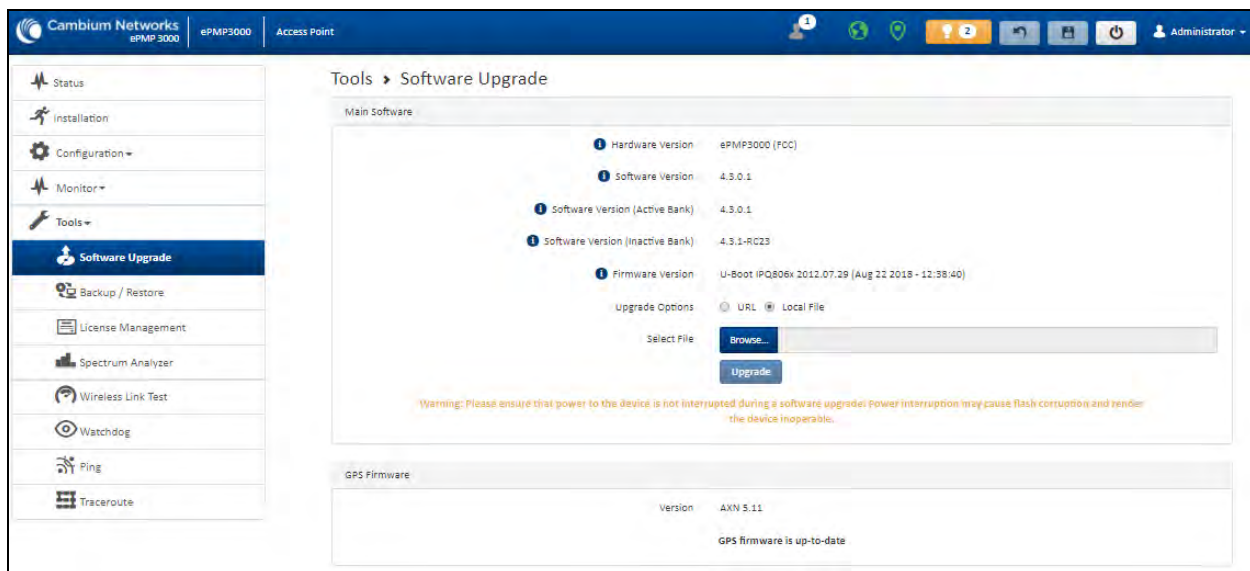 Cambium Networks
ePMP 3000
ePMP3000
Access Point
1
2
Administrator
Status
Installation
Configuration
Monitor
Tools
Software Upgrade
Backup / Restore
License Management
Spectrum Analyzer
Wireless Link Test
Watchdog
Ping
Traceroute
Tools > Software Upgrade
Main Software
Hardware Version ePMP3000 (FCC)
Software Version 4.3.0.1
Software Version (Active Bank) 4.3.0.1
Software Version (Inactive Bank) 4.3.1-RC23
Firmware Version U-Boot IPQ806x 2012.07.29 (Aug 22 2018 - 12:38:40)
Upgrade Options URL Local File
Select File Browse...
Upgrade
Warning: Please ensure that power to the device is not interrupted during a software upgrade. Power interruption may cause flash corruption and render
the device inoperable.
GPS Firmware
Version AXN 5.11
GPS firmware is up-to-date